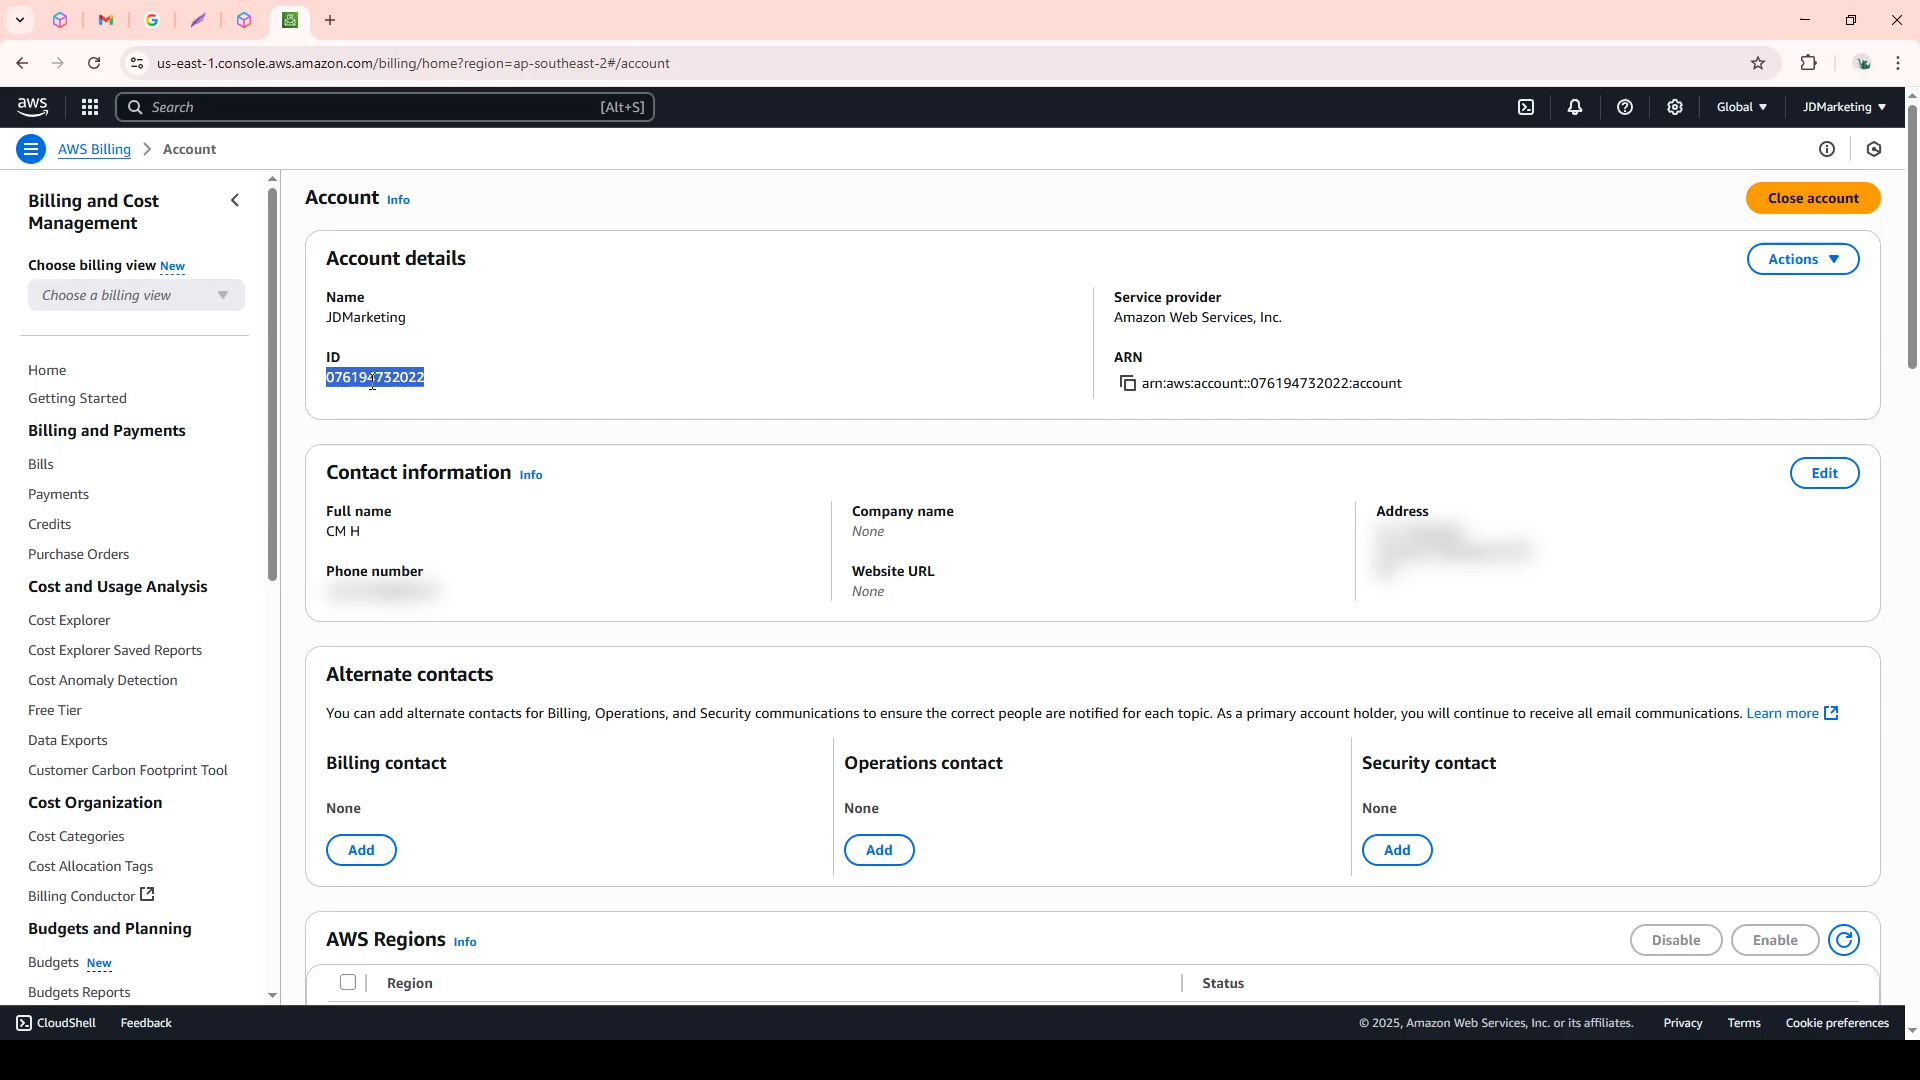 us-east-1.console.aws.amazon.com/billing/home?region=ap-southeast-2#/account
aws
Search
[Alt+S]
Global
JDMarketing
AWS Billing
Account
Billing and Cost
Management
Choose billing view New
Choose a billing view
Home
Getting Started
Billing and Payments
Bills
Payments
Credits
Purchase Orders
Cost and Usage Analysis
Cost Explorer
Cost Explorer Saved Reports
Cost Anomaly Detection
Free Tier
Data Exports
Customer Carbon Footprint Tool
Cost Organization
Cost Categories
Cost Allocation Tags
Billing Conductor
Budgets and Planning
Budgets New
Budgets Reports
Account Info
Close account
Account details
Actions
Name
JDMarketing
Service provider
Amazon Web Services, Inc.
ID
076194732022
ARN
arn:aws:account::076194732022:account
Contact information Info
Edit
Full name
CM H
Company name
None
Address
Phone number
Website URL
None
Alternate contacts
You can add alternate contacts for Billing, Operations, and Security communications to ensure the correct people are notified for each topic. As a primary account holder, you will continue to receive all email communications. Learn more
Billing contact
None
Add
Operations contact
None
Add
Security contact
None
Add
AWS Regions Info
Disable
Enable
Region
Status
CloudShell
Feedback
© 2025, Amazon Web Services, Inc. or its affiliates.
Privacy
Terms
Cookie preferences